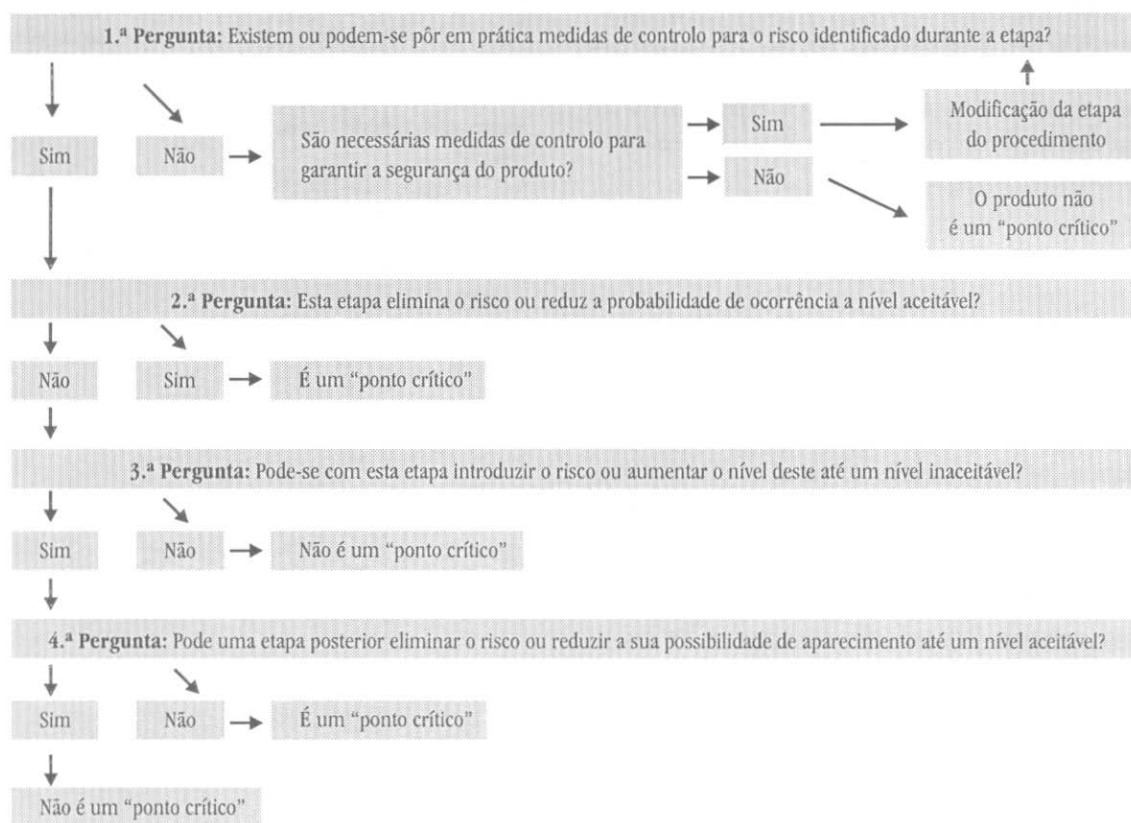 1.ª Pergunta: Existem ou podem-se pôr em prática medidas de controlo para o risco identificado durante a etapa?
Sim
Não
São necessárias medidas de controlo para
garantir a segurança do produto?
Sim
Não
Modificação da etapa
do procedimento
O produto não
é um “ponto crítico”
2.ª Pergunta: Esta etapa elimina o risco ou reduz a probabilidade de ocorrência a nível aceitável?
Não
Sim
É um “ponto crítico”
3.ª Pergunta: Pode-se com esta etapa introduzir o risco ou aumentar o nível deste até um nível inaceitável?
Sim
Não
Não é um “ponto crítico”
4.ª Pergunta: Pode uma etapa posterior eliminar o risco ou reduzir a sua possibilidade de aparecimento até um nível aceitável?
Sim
Não
É um “ponto crítico”
Não é um “ponto crítico”